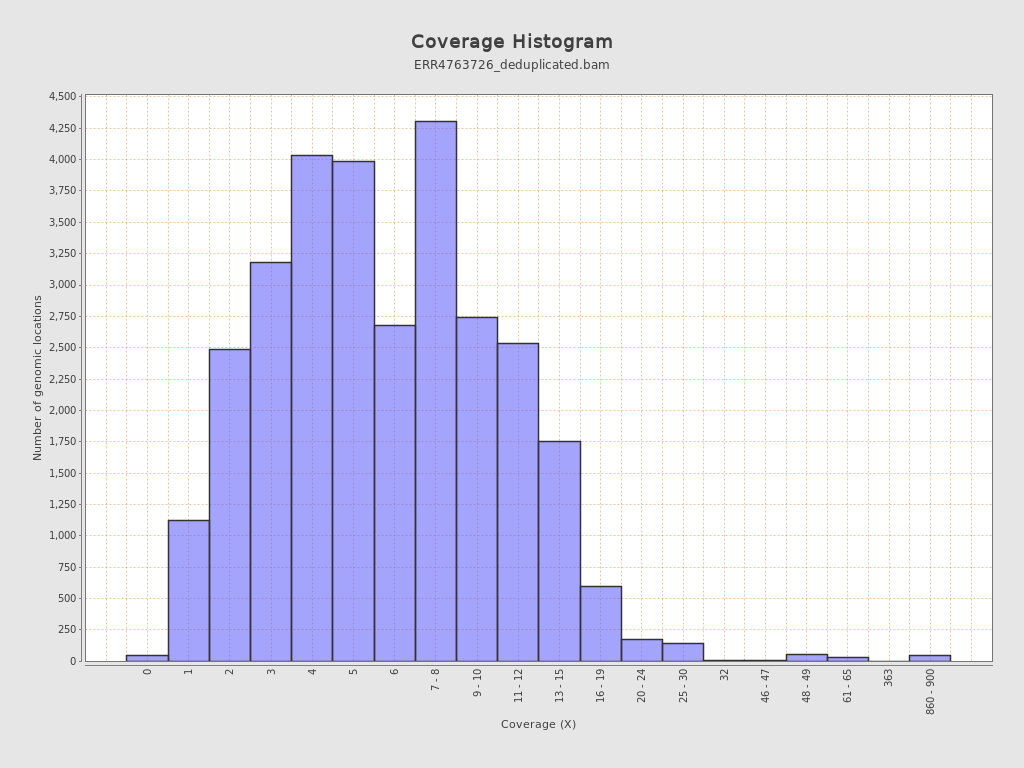 Coverage Histogram
ERR4763726_deduplicated.bam
4,500
4,250
4,000
3,750
3,500
3,250
3,000
2,750
2,500
2,250
2,000
1,750
1,500
1,250
1,000
750
500
250
0
Number of genomic locations
0
1
2
3
4
5
6
7 - 8
9 - 10
11 - 12
13 - 15
16 - 19
20 - 24
25 - 30
32
46 - 47
48 - 49
61 - 65
363
860 - 900
Coverage (X)